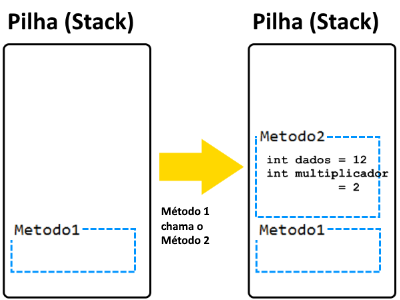 Pilha (Stack)
Pilha (Stack)
Metodo2
int dados = 12
int multiplicador
= 2
Metodo1
Método 1
chama o
Método 2
Metodo1